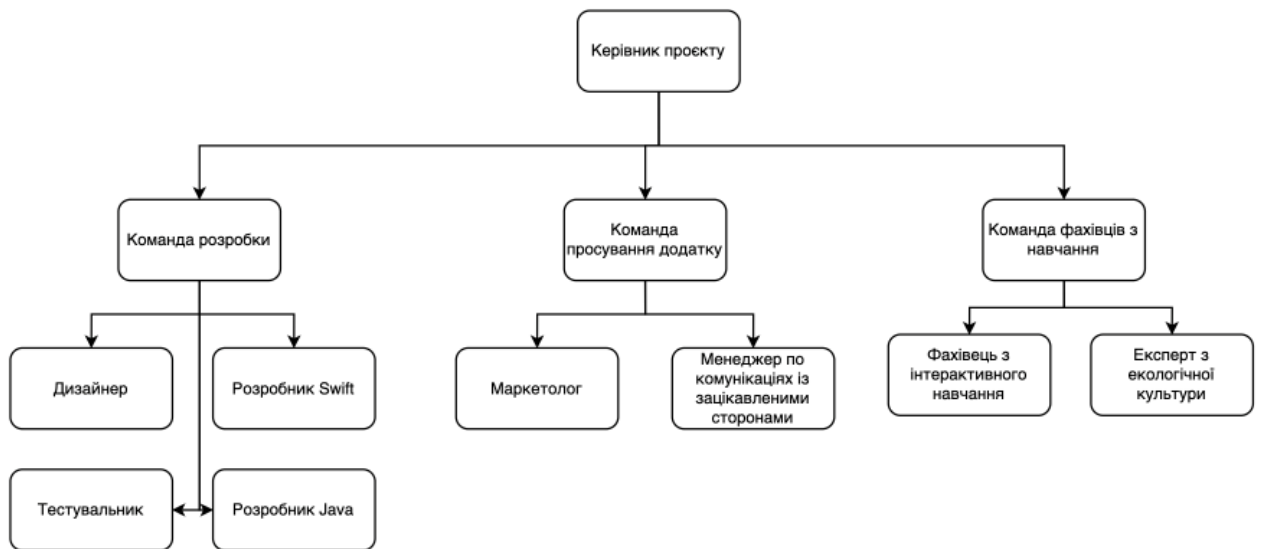 Керівник проєкту
Команда розробки
Команда
просування додатку
Команда фахівців з
навчання
Дизайнер
Розробник Swift
Маркетолог
Менеджер по
комунікаціях із
зацікавленими
сторонами
Фахівець з
інтерактивного
навчання
Експерт з
екологічної
культури
Тестувальник
Розробник Java